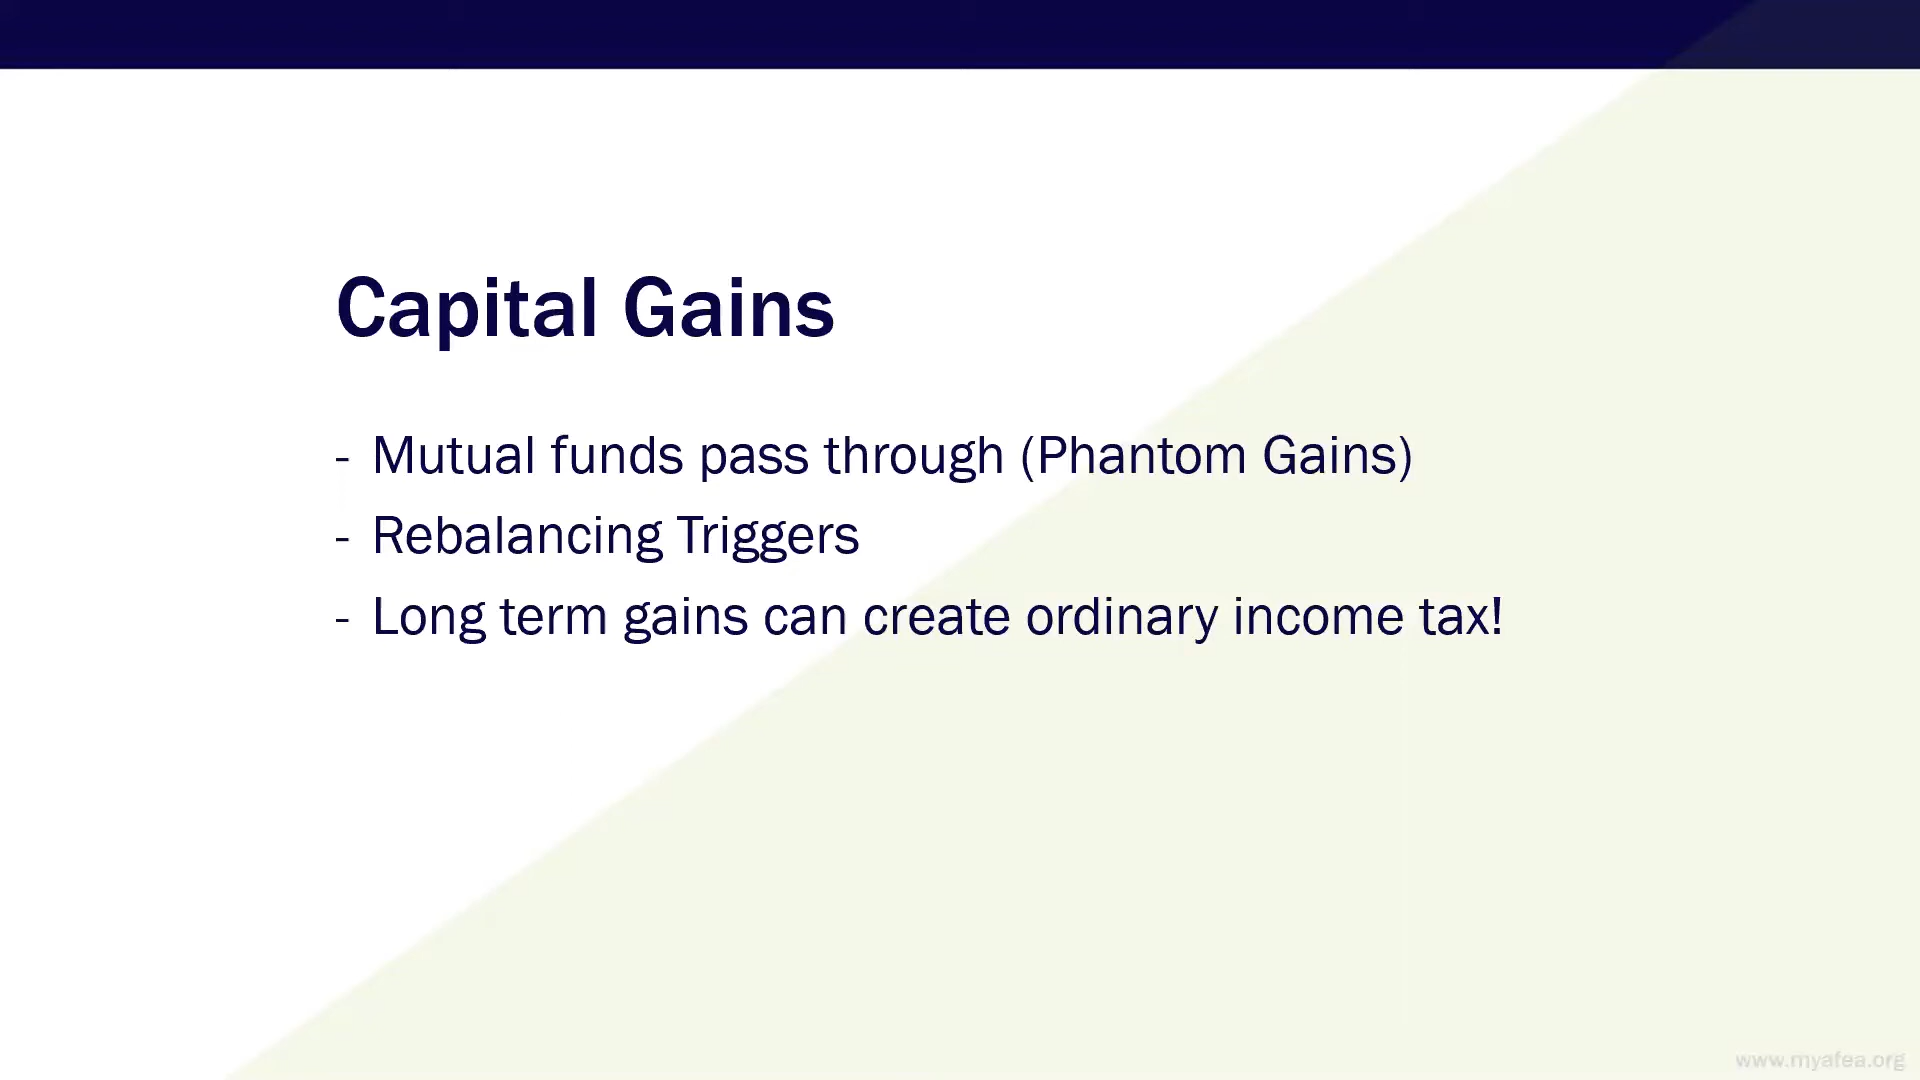 Capital Gains
- Mutual funds pass through (Phantom Gains)
- Rebalancing Triggers
- Long term gains can create ordinary income tax!
www.myafea.org